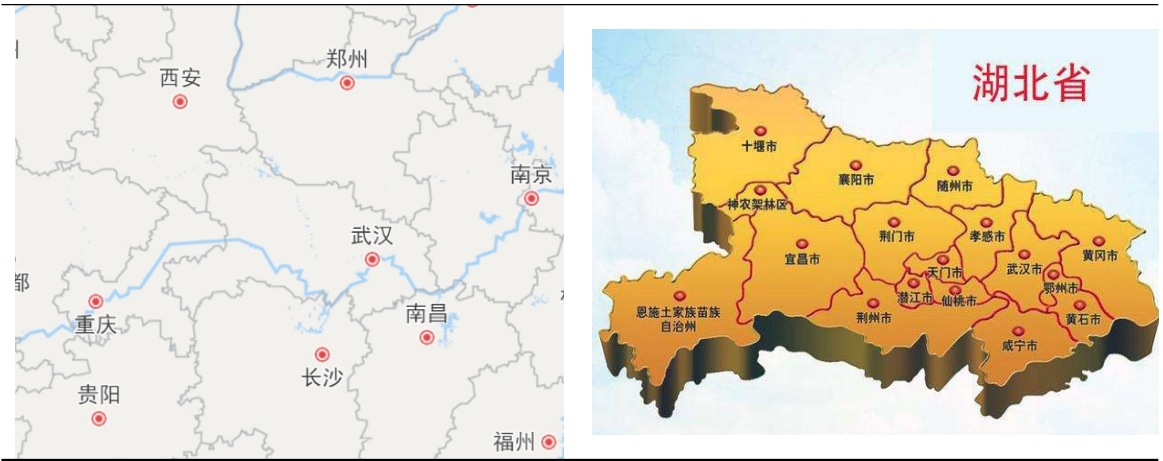 郑州
西安
南京
武汉
都
重庆
南昌
长沙
贵阳
福州
湖北省
十堰市
襄阳市
随州市
神农架林区
荆门市
孝感市
黄冈市
宜昌市
武汉市
天门市
鄂州市
潜江市
仙桃市
恩施土家族苗族
自治州
荆州市
黄石市
咸宁市